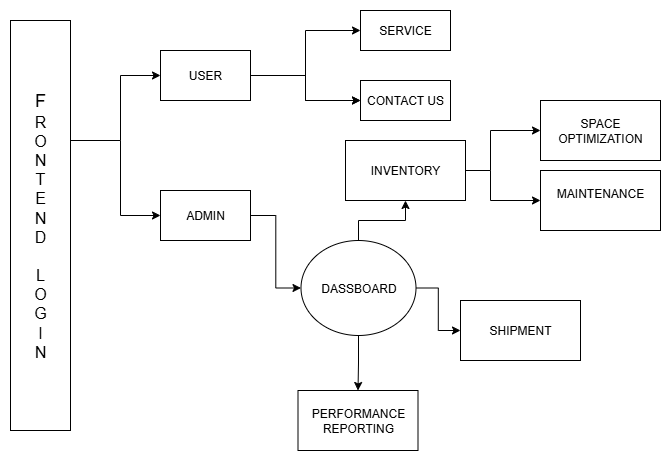 FRONTEND LOGIN
USER
SERVICE
CONTACT US
ADMIN
DASSBOARD
INVENTORY
SPACE
OPTIMIZATION
MAINTENANCE
SHIPMENT
PERFORMANCE
REPORTING